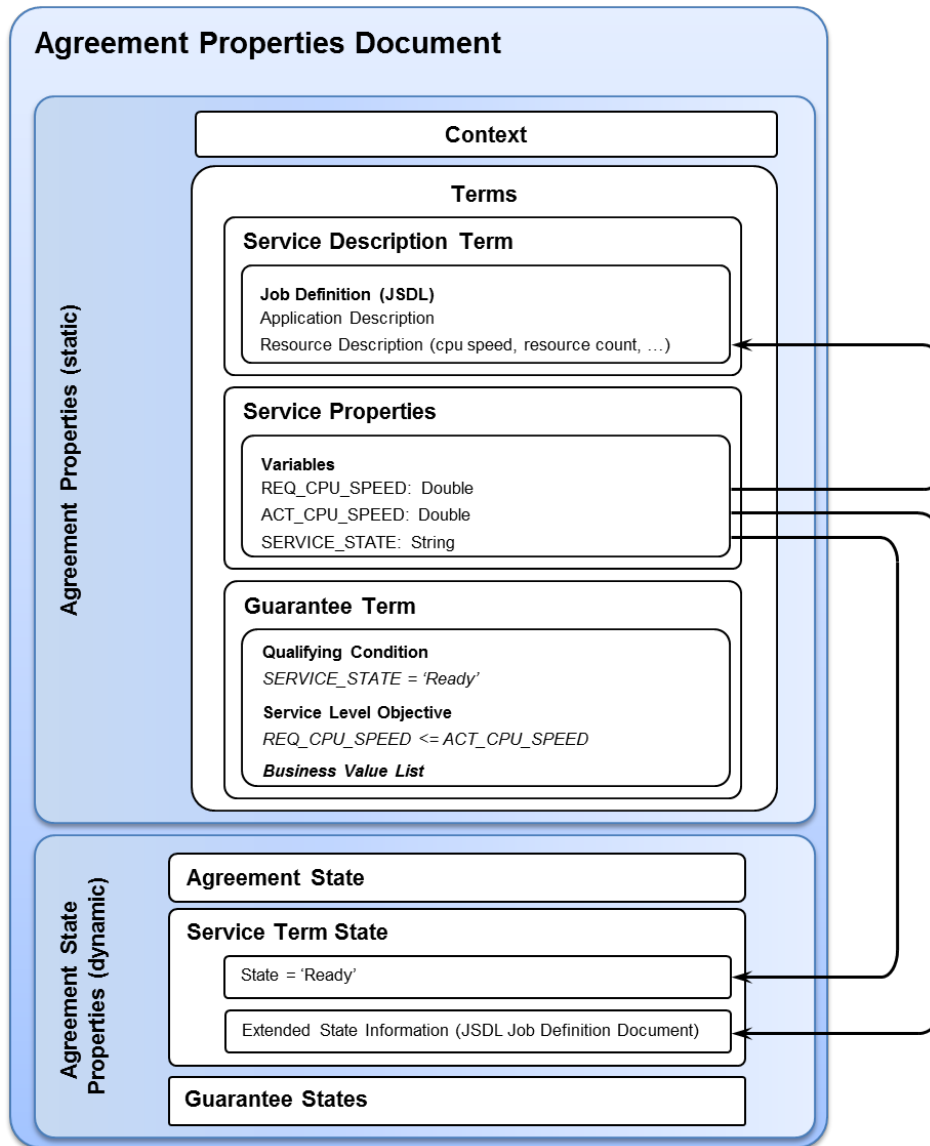 Agreement Properties Document
Agreement Properties (static)
Context
Terms
Service Description Term
Job Definition (JSDL)
Application Description
Resource Description (cpu speed, resource count, …)
Service Properties
Variables
REQ_CPU_SPEED: Double
ACT_CPU_SPEED: Double
SERVICE_STATE: String
Guarantee Term
Qualifying Condition
SERVICE_STATE = ‘Ready’
Service Level Objective
REQ_CPU_SPEED <= ACT_CPU_SPEED
Business Value List
Agreement State
Properties (dynamic)
Agreement State
Service Term State
State = ‘Ready’
Extended State Information (JSDL Job Definition Document)
Guarantee States